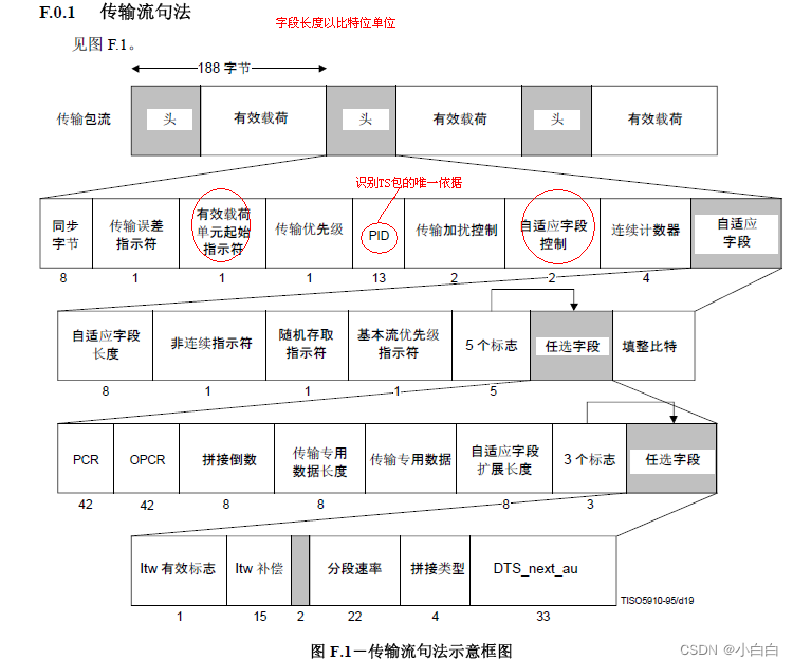 F.0.1 传输流句法
字段长度以比特位单位
见图 F.1。
188 字节
传输包流
头
有效载荷
头
有效载荷
头
有效载荷
识别TS包的唯一依据
同步
字节
传输误差
指示符
有效载荷
单元起始
指示符
传输优先级
PID
传输加扰控制
自适应字段
控制
连续计数器
自适应
字段
8
1
1
1
13
2
2
4
自适应字段
长度
非连续指示符
随机存取
指示符
基本流优先级
指示符
5 个标志
任选字段
填整比特
8
1
1
1
5
PCR
OPCR
拼接倒数
传输专用
数据长度
传输专用数据
自适应字段
扩展长度
3 个标志
任选字段
42
42
8
8
8
3
ltw 有效标志
ltw 补偿
分段速率
拼接类型
DTS_next_au
1
15
2
22
4
33
TISO5910-95/d19
图 F.1－传输流句法示意框图
CSDN @小白白